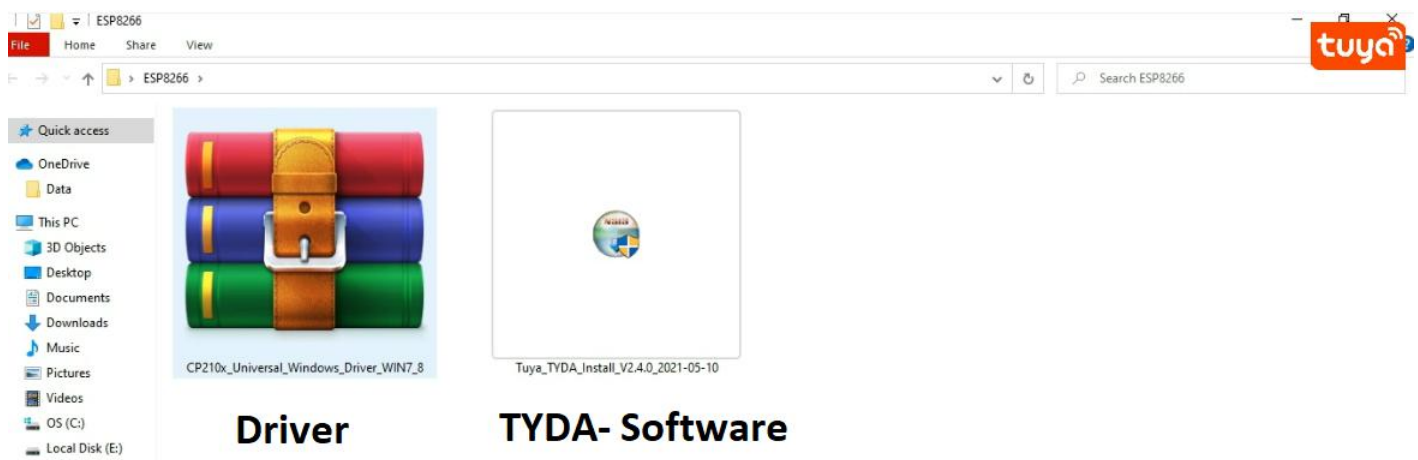 ESP8266
File Home Share View
tuya
ESP8266
Search ESP8266
Quick access
OneDrive
Data
This PC
3D Objects
Desktop
Documents
Downloads
Music
Pictures
Videos
OS (C:)
Local Disk (E:)
CP210x_Universal_Windows_Driver_WIN7_8
Tuya_TYDA_Install_V2.4.0_2021-05-10
Driver
TYDA- Software